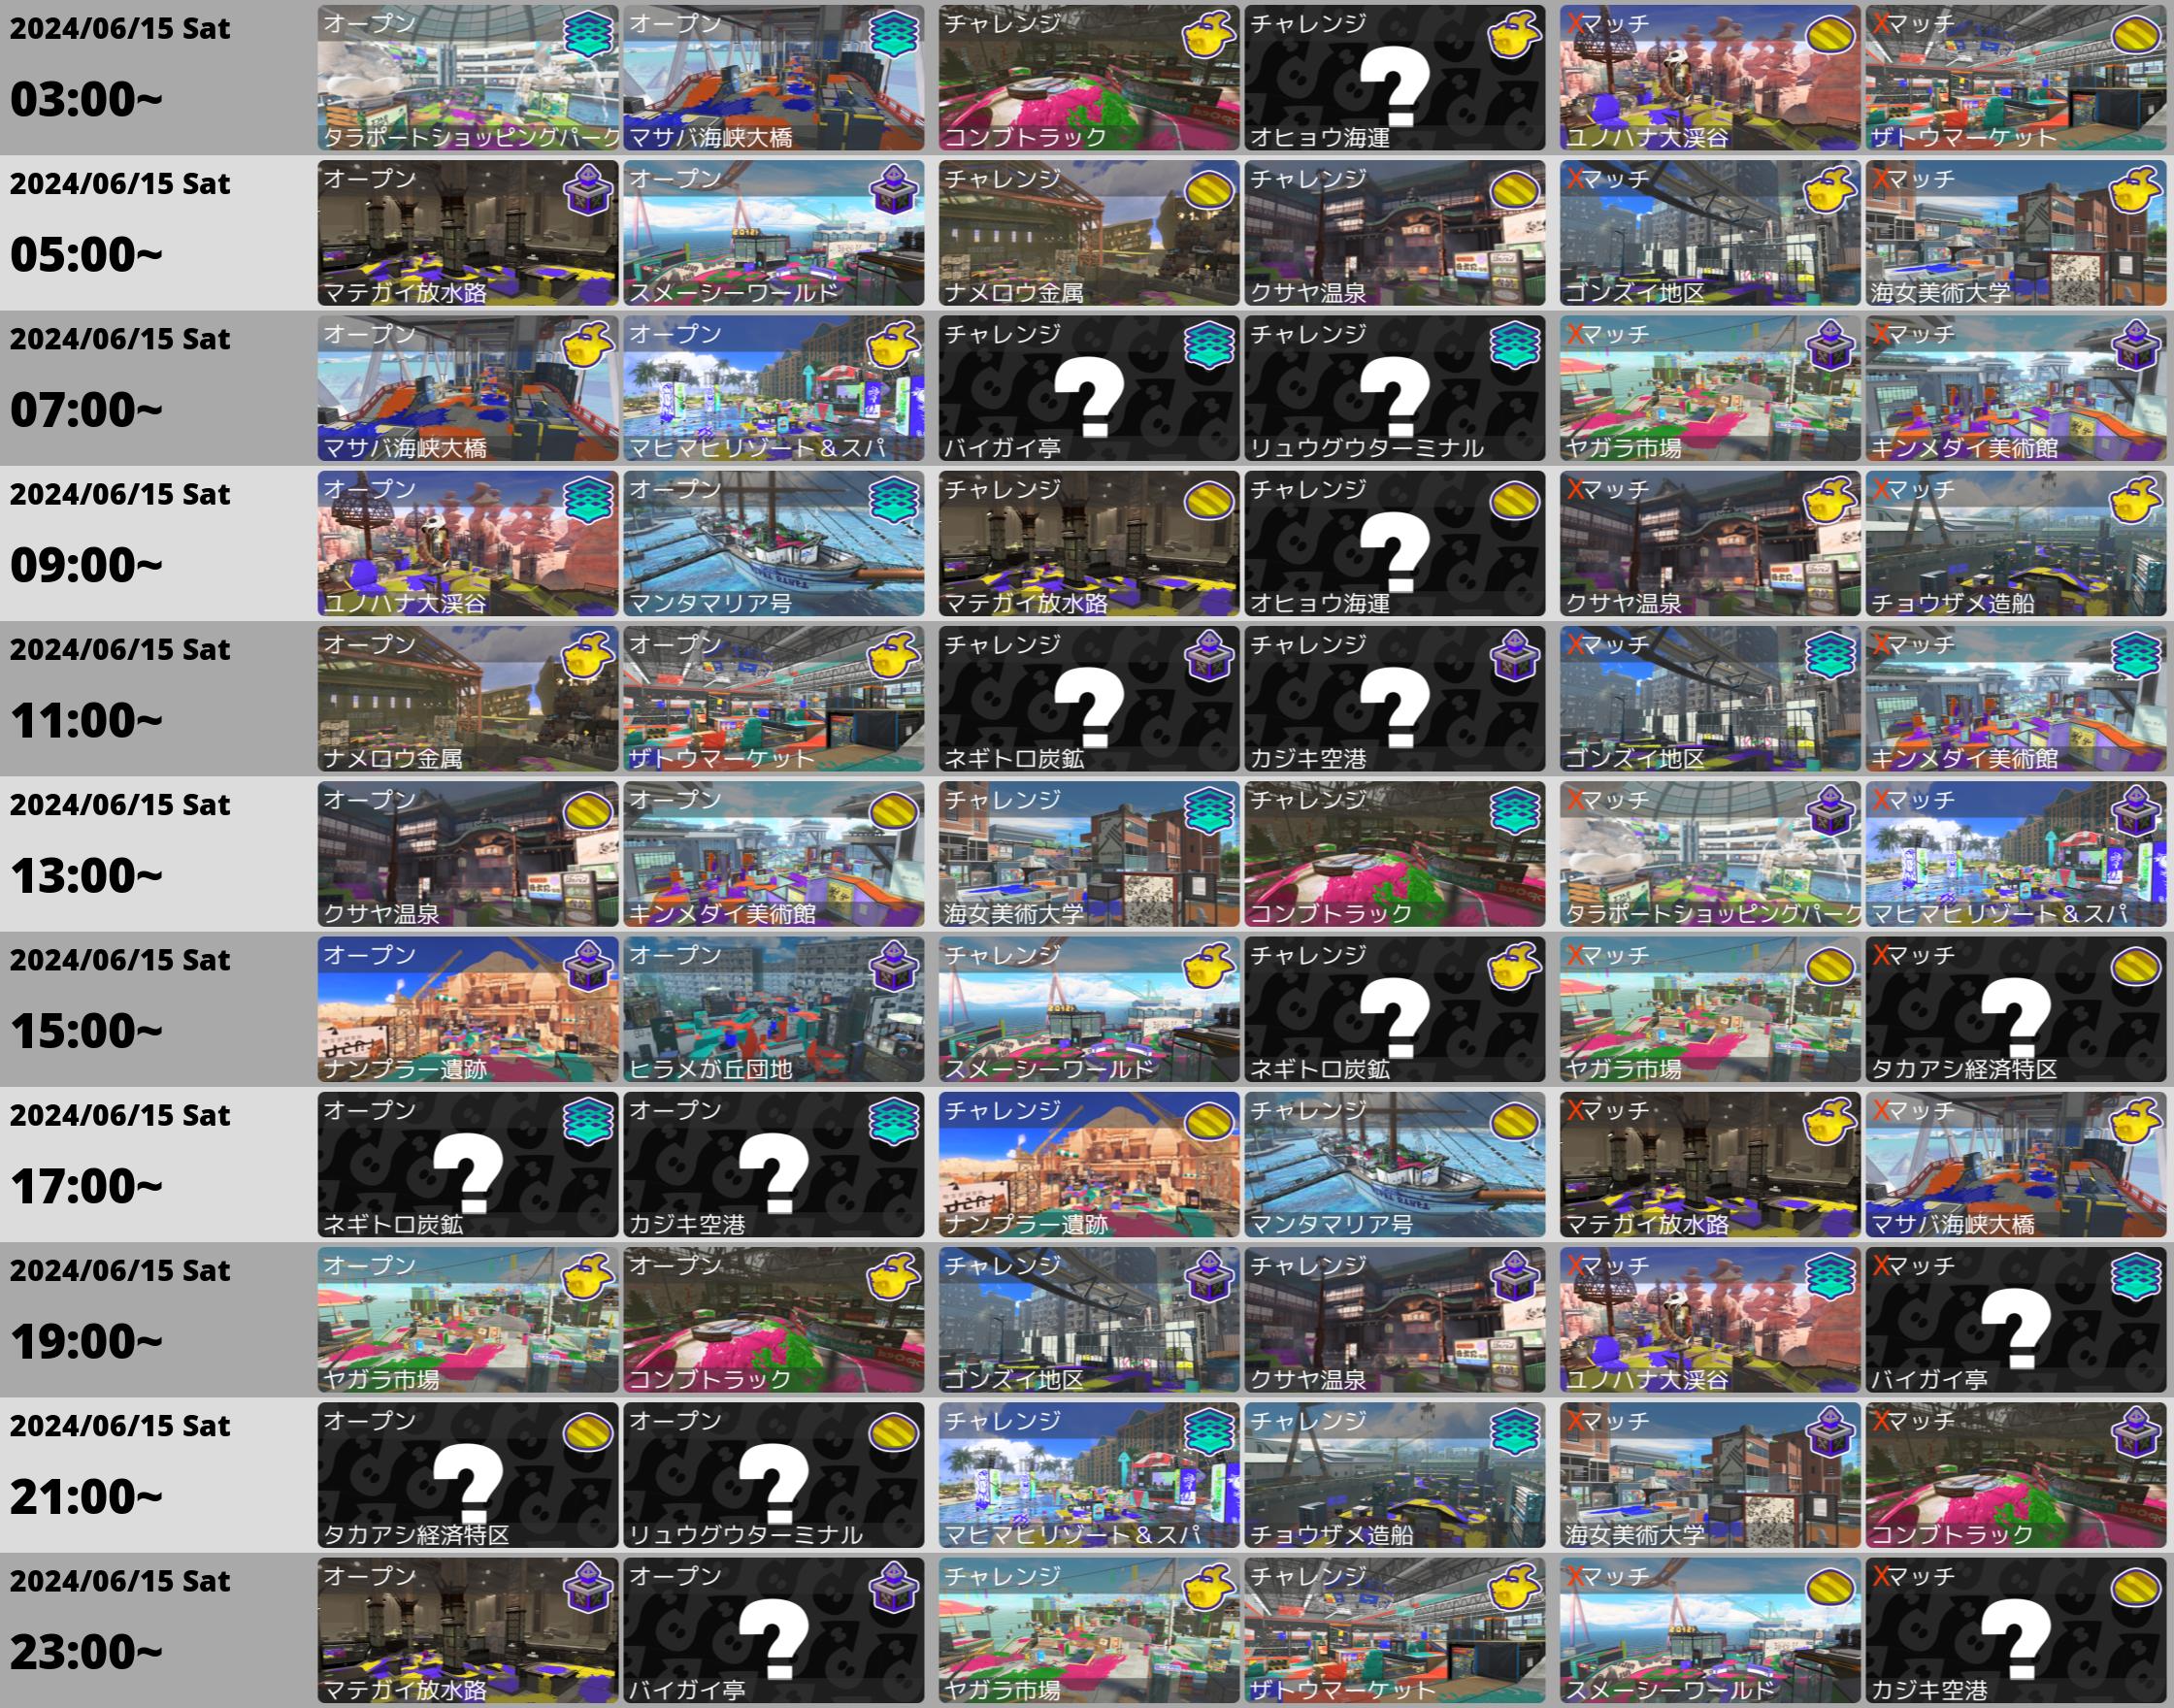 2024/06/15 Sat
03:00~
オープン
タラポートショッピングパーク
オープン
マサバ海峡大橋
チャレンジ
コンブトラック
チャレンジ
オヒョウ海運
Xマッチ
ユノハナ大渓谷
Xマッチ
ザトウマーケット
2024/06/15 Sat
05:00~
オープン
マテガイ放水路
オープン
スメーシーワールド
チャレンジ
ナメロウ金属
チャレンジ
クサヤ温泉
Xマッチ
ゴンズイ地区
Xマッチ
海女美術大学
2024/06/15 Sat
07:00~
オープン
マサバ海峡大橋
オープン
マヒマヒリゾート＆スパ
チャレンジ
バイガイ亭
チャレンジ
リュウグウターミナル
Xマッチ
ヤガラ市場
Xマッチ
キンメダイ美術館
2024/06/15 Sat
09:00~
オープン
ユノハナ大渓谷
オープン
マンタマリア号
チャレンジ
マテガイ放水路
チャレンジ
オヒョウ海運
Xマッチ
クサヤ温泉
Xマッチ
チョウザメ造船
2024/06/15 Sat
11:00~
オープン
ナメロウ金属
オープン
ザトウマーケット
チャレンジ
ネギトロ炭鉱
チャレンジ
カジキ空港
Xマッチ
ゴンズイ地区
Xマッチ
キンメダイ美術館
2024/06/15 Sat
13:00~
オープン
クサヤ温泉
オープン
キンメダイ美術館
チャレンジ
海女美術大学
チャレンジ
コンブトラック
Xマッチ
タラポートショッピングパーク
Xマッチ
マヒマヒリゾート＆スパ
2024/06/15 Sat
15:00~
オープン
ナンプラー遺跡
オープン
ヒラメが丘団地
チャレンジ
スメーシーワールド
チャレンジ
ネギトロ炭鉱
Xマッチ
ヤガラ市場
Xマッチ
タカアシ経済特区
2024/06/15 Sat
17:00~
オープン
ネギトロ炭鉱
オープン
カジキ空港
チャレンジ
ナンプラー遺跡
チャレンジ
マンタマリア号
Xマッチ
マテガイ放水路
Xマッチ
マサバ海峡大橋
2024/06/15 Sat
19:00~
オープン
ヤガラ市場
オープン
コンブトラック
チャレンジ
ゴンズイ地区
チャレンジ
クサヤ温泉
Xマッチ
ユノハナ大渓谷
Xマッチ
バイガイ亭
2024/06/15 Sat
21:00~
オープン
タカアシ経済特区
オープン
リュウグウターミナル
チャレンジ
マヒマヒリゾート＆スパ
チャレンジ
チョウザメ造船
Xマッチ
海女美術大学
Xマッチ
コンブトラック
2024/06/15 Sat
23:00~
オープン
マテガイ放水路
オープン
バイガイ亭
チャレンジ
ヤガラ市場
チャレンジ
ザトウマーケット
Xマッチ
スメーシーワールド
Xマッチ
カジキ空港